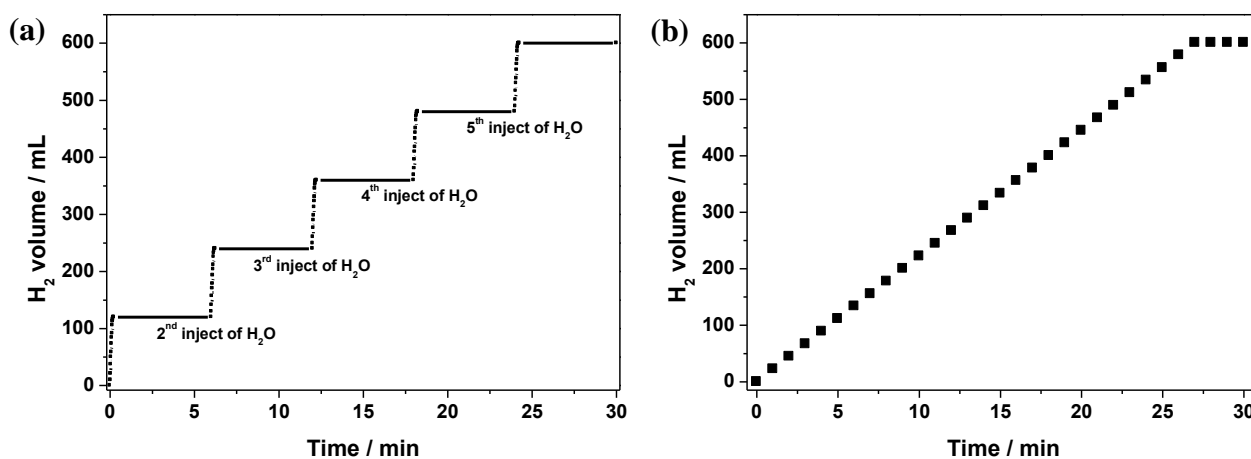 (a)
600
500
400
300
200
100
0
H₂ volume / mL
2ⁿᵈ inject of H₂O
3ʳᵈ inject of H₂O
4ᵗʰ inject of H₂O
5ᵗʰ inject of H₂O
0 5 10 15 20 25 30
Time / min
(b)
600
500
400
300
200
100
0
H₂ volume / mL
0 5 10 15 20 25 30
Time / min